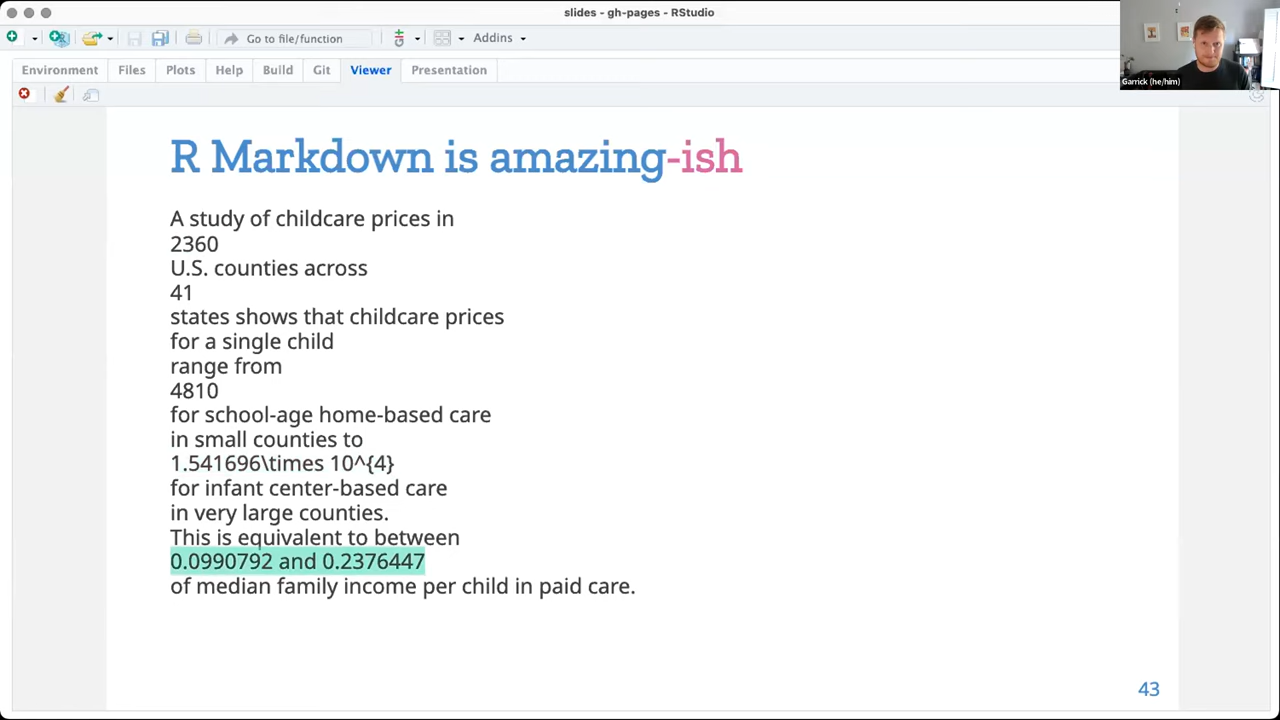 slides - gh-pages - RStudio
Go to file/function
Addins
Environment Files Plots Help Build Git Viewer Presentation
Garrick (he/him)
R Markdown is amazing-ish
A study of childcare prices in
2360
U.S. counties across
41
states shows that childcare prices
for a single child
range from
4810
for school-age home-based care
in small counties to
1.541696\times 10^{4}
for infant center-based care
in very large counties.
This is equivalent to between
0.0990792 and 0.2376447
of median family income per child in paid care.
43